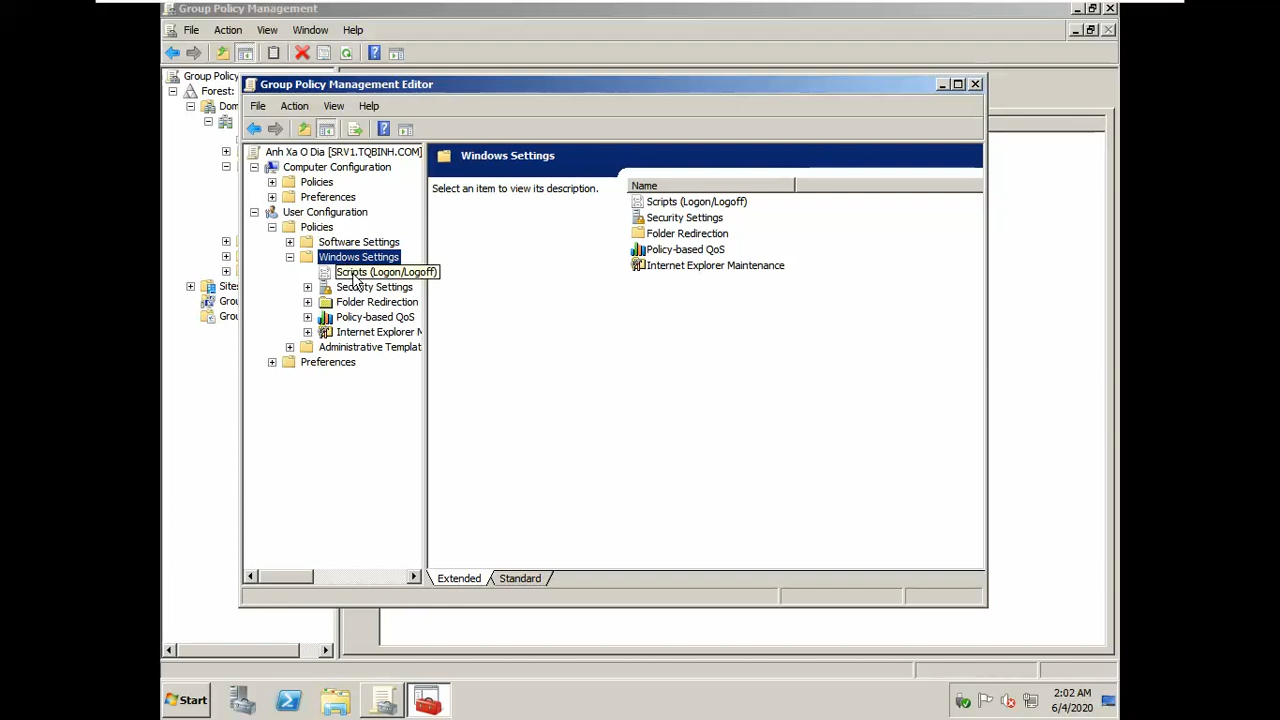 Group Policy Management
File Action View Window Help
Group Policy
Forest:
Dom
Sites
Grou
Grou
Group Policy Management Editor
File Action View Help
Anh Xa O Dia [SRV1.TQBINH.COM]
Computer Configuration
Policies
Preferences
User Configuration
Policies
Software Settings
Windows Settings
Scripts (Logon/Logoff)
Security Settings
Folder Redirection
Policy-based QoS
Internet Explorer M
Administrative Templat
Preferences
Windows Settings
Select an item to view its description.
Name
Scripts (Logon/Logoff)
Security Settings
Folder Redirection
Policy-based QoS
Internet Explorer Maintenance
Extended Standard
Start
2:02 AM
6/4/2020